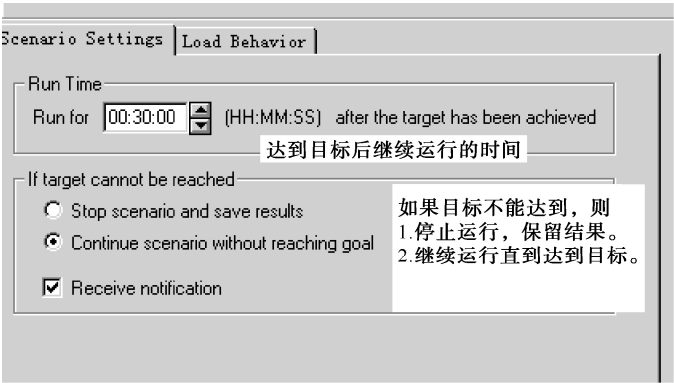 Scenario Settings Load Behavior
Run Time
Run for 00:30:00 (HH:MM:SS) after the target has been achieved
达到目标后继续运行的时间
If target cannot be reached
Stop scenario and save results
Continue scenario without reaching goal
Receive notification
如果目标不能达到，则
1.停止运行，保留结果。
2.继续运行直到达到目标。